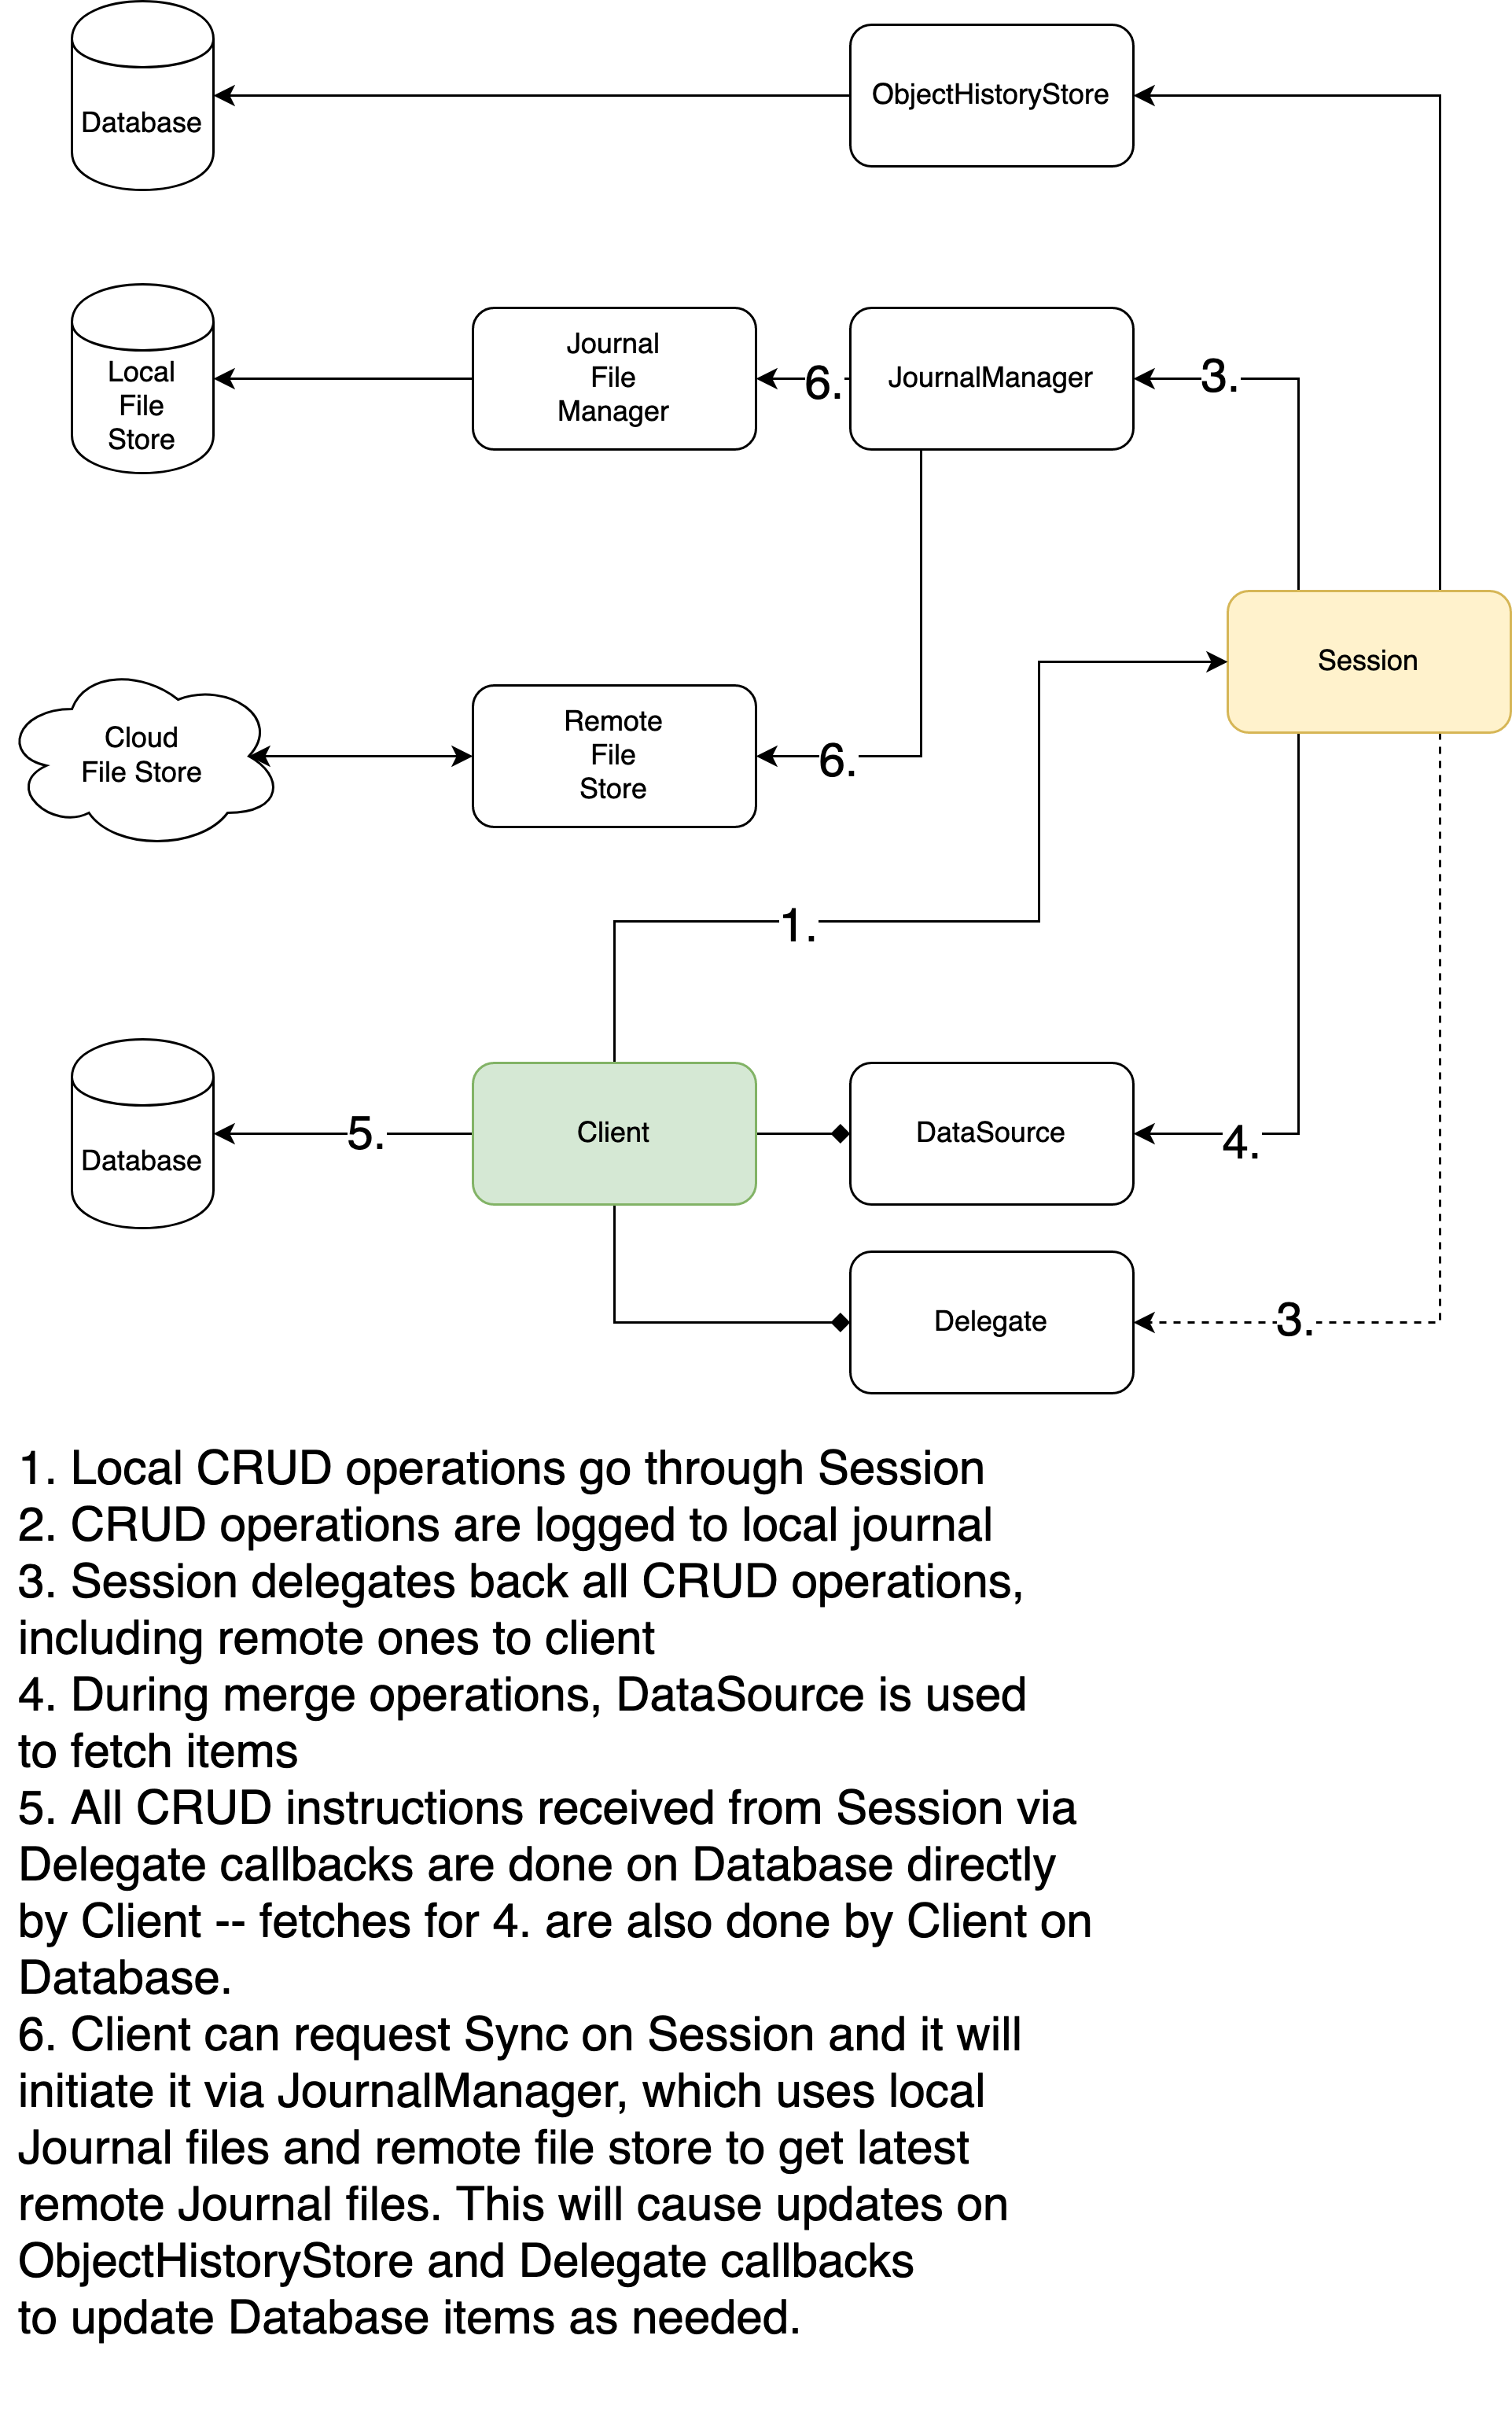 Database
ObjectHistoryStore
Local
File
Store
Journal
File
Manager
6.
JournalManager
3.
Session
Cloud
File Store
Remote
File
Store
6.
1.
Database
5.
Client
DataSource
4.
Delegate
3.
1. Local CRUD operations go through Session
2. CRUD operations are logged to local journal
3. Session delegates back all CRUD operations,
including remote ones to client
4. During merge operations, DataSource is used
to fetch items
5. All CRUD instructions received from Session via
Delegate callbacks are done on Database directly
by Client -- fetches for 4. are also done by Client on
Database.
6. Client can request Sync on Session and it will
initiate it via JournalManager, which uses local
Journal files and remote file store to get latest
remote Journal files. This will cause updates on
ObjectHistoryStore and Delegate callbacks
to update Database items as needed.